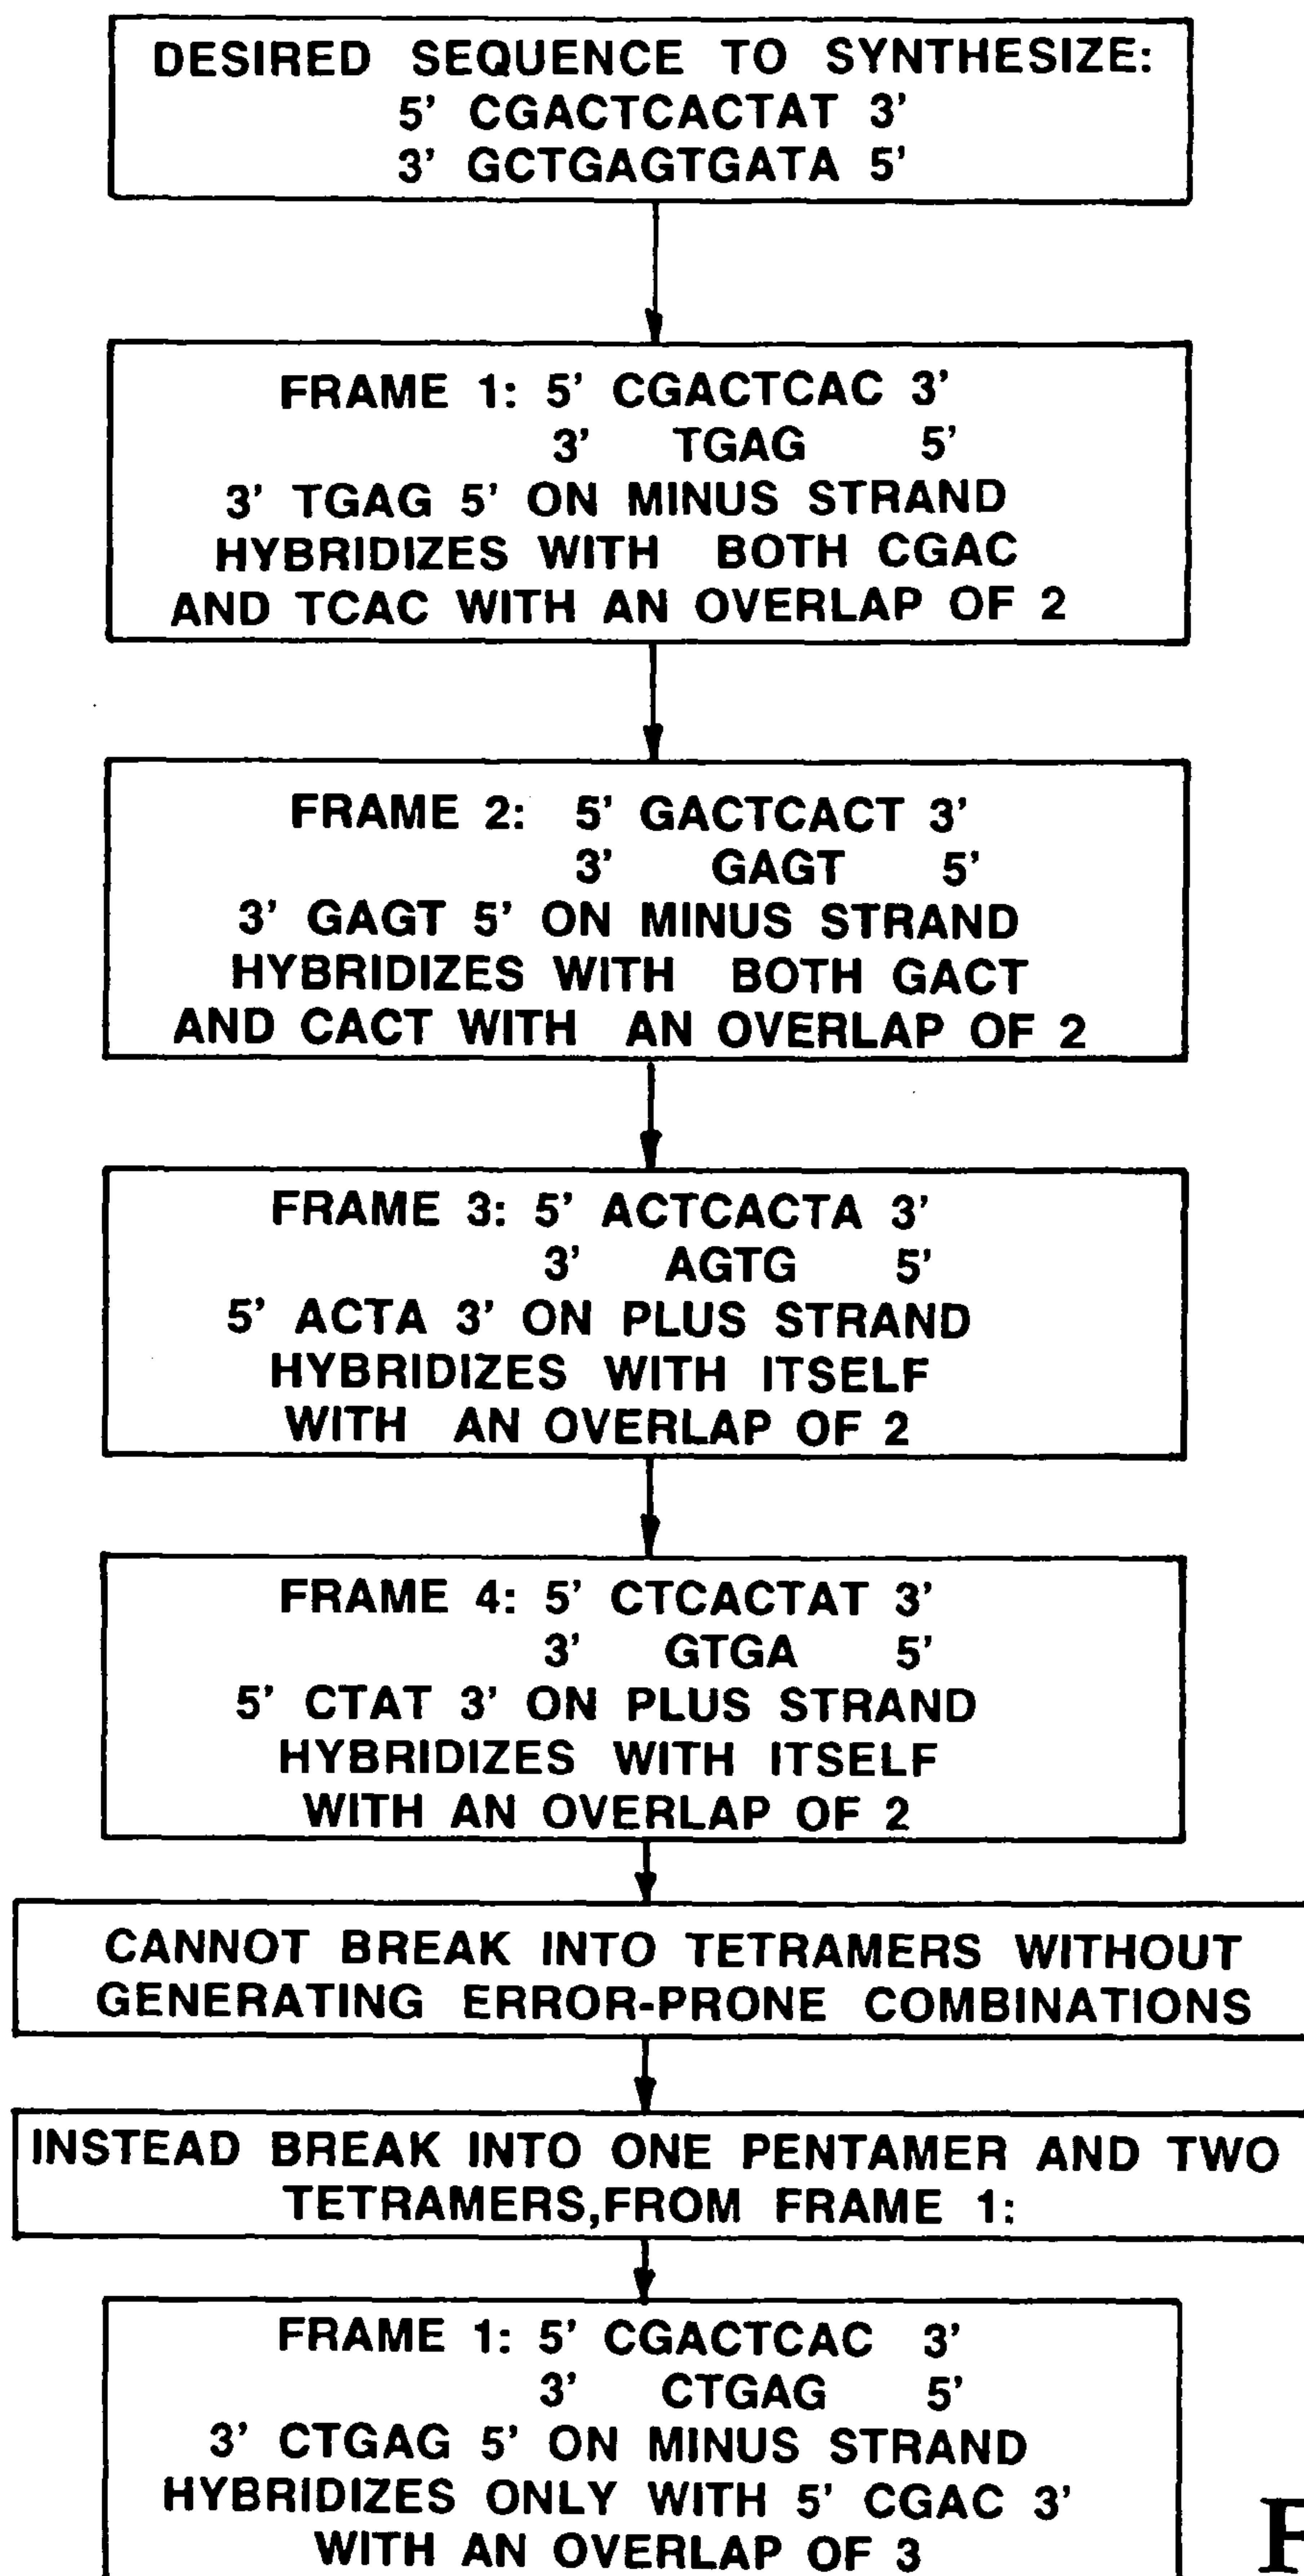 DESIRED SEQUENCE TO SYNTHESIZE:
5' CGACTCACTAT 3'
3' GCTGAGTGATA 5'
FRAME 1: 5' CGACTCAC 3'
3' TGAG 5'
3' TGAG 5' ON MINUS STRAND
HYBRIDIZES WITH BOTH CGAC
AND TCAC WITH AN OVERLAP OF 2
FRAME 2: 5' GACTCACT 3'
3' GAGT 5'
3' GAGT 5' ON MINUS STRAND
HYBRIDIZES WITH BOTH GACT
AND CACT WITH AN OVERLAP OF 2
FRAME 3: 5' ACTCACTA 3'
3' AGTG 5'
5' ACTA 3' ON PLUS STRAND
HYBRIDIZES WITH ITSELF
WITH AN OVERLAP OF 2
FRAME 4: 5' CTCACTAT 3'
3' GTGA 5'
5' CTAT 3' ON PLUS STRAND
HYBRIDIZES WITH ITSELF
WITH AN OVERLAP OF 2
CANNOT BREAK INTO TETRAMERS WITHOUT
GENERATING ERROR-PRONE COMBINATIONS
INSTEAD BREAK INTO ONE PENTAMER AND TWO
TETRAMERS,FROM FRAME 1:
FRAME 1: 5' CGACTCAC 3'
3' CTGAG 5'
3' CTGAG 5' ON MINUS STRAND
HYBRIDIZES ONLY WITH 5' CGAC 3'
WITH AN OVERLAP OF 3